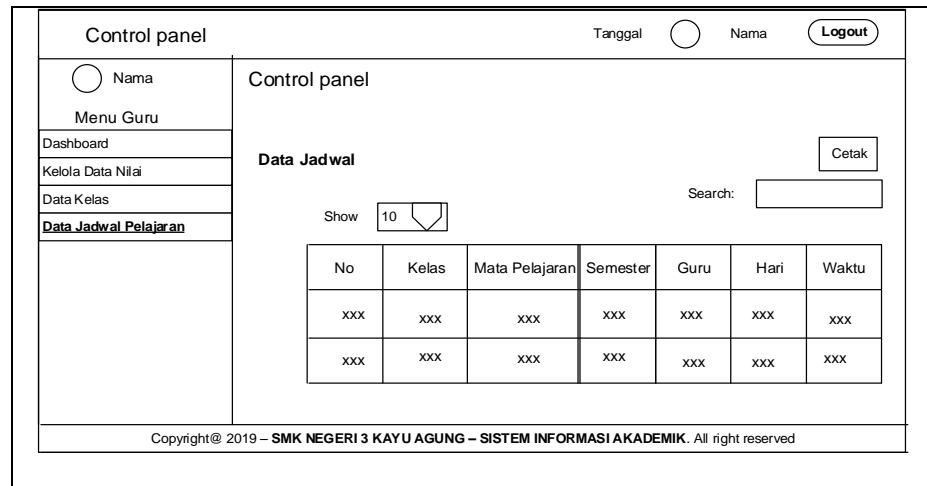 Control panel Tanggal Nama Logout
Nama
Menu Guru
Dashboard
Kelola Data Nilai
Data Kelas
Data Jadwal Pelajaran
Control panel
Data Jadwal
Cetak
Search:
Show 10
No Kelas Mata Pelajaran Semester Guru Hari Waktu
xxx xxx xxx xxx xxx xxx xxx
xxx xxx xxx xxx xxx xxx xxx
Copyright@ 2019 – SMK NEGERI 3 KAYU AGUNG – SISTEM INFORMASI AKADEMIK. All right reserved